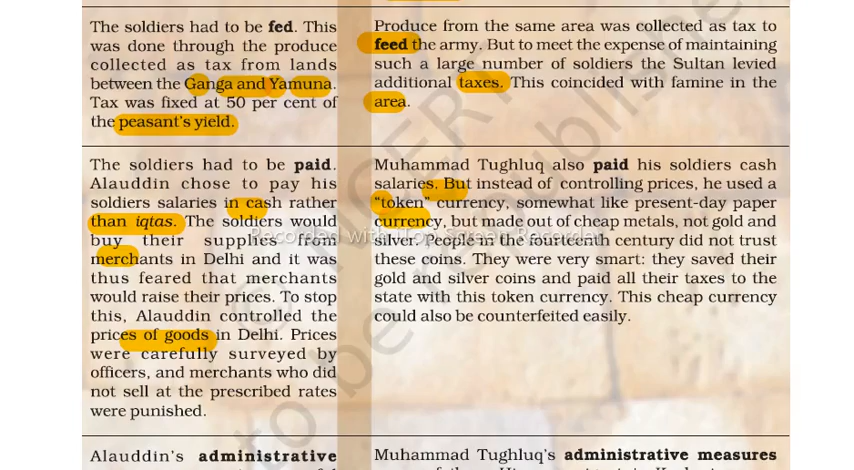 The soldiers had to be fed. This
was done through the produce
collected as tax from lands
between the Ganga and Yamuna.
Tax was fixed at 50 per cent of
the peasant's yield.
Produce from the same area was collected as tax to
feed the army. But to meet the expense of maintaining
such a large number of soldiers the Sultan levied
additional taxes. This coincided with famine in the
area.
The soldiers had to be paid.
Alauddin chose to pay his
soldiers salaries in cash rather
than iqtas. The soldiers would
buy their supplies from
merchants in Delhi and it was
thus feared that merchants
would raise their prices. To stop
this, Alauddin controlled the
prices of goods in Delhi. Prices
were carefully surveyed by
officers, and merchants who did
not sell at the prescribed rates
were punished.
Muhammad Tughluq also paid his soldiers cash
salaries. But instead of controlling prices, he used a
“token” currency, somewhat like present-day paper
currency, but made out of cheap metals, not gold and
silver. People in the fourteenth century did not trust
these coins. They were very smart: they saved their
gold and silver coins and paid all their taxes to the
state with this token currency. This cheap currency
could also be counterfeited easily.
Alauddin's administrative
Muhammad Tughluq's administrative measures
© NCERT
to be republished
Recorded with iTop Screen Recorder